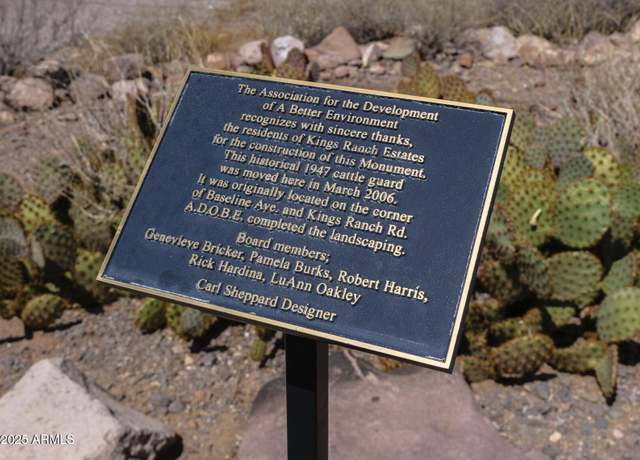 The Association for the Development
of A Better Environment
recognizes with sincere thanks,
the residents of Kings Ranch Estates
for the construction of this Monument.
This historical 1947 cattle guard
was moved here in March 2006.
It was originally located on the corner
of Baseline Ave. and Kings Ranch Rd.
A.D.O.B.E. completed the landscaping.
Board members;
Genevieve Bricker, Pamela Burks, Robert Harris,
Rick Hardina, LuAnn Oakley
Carl Sheppard Designer
2025 ARMLS